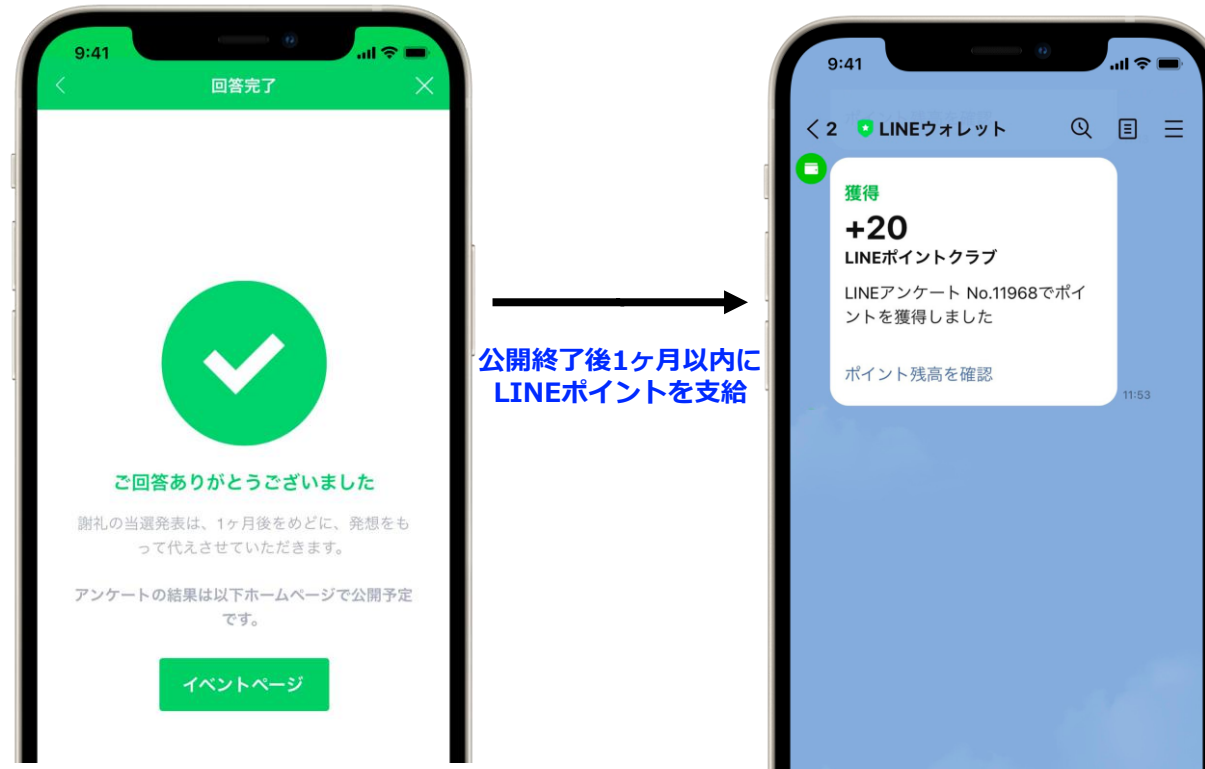 9:41
回答完了
ご回答ありがとうございました
謝礼の当選発表は、1ヶ月後をめどに、発想をも
って代えさせていただきます。
アンケートの結果は以下ホームページで公開予定
です。
イベントページ
公開終了後1ヶ月以内に
LINEポイントを支給
9:41
2 LINEウォレット
獲得
+20
LINEポイントクラブ
LINEアンケート No.11968でポイ
ントを獲得しました
ポイント残高を確認
11:53